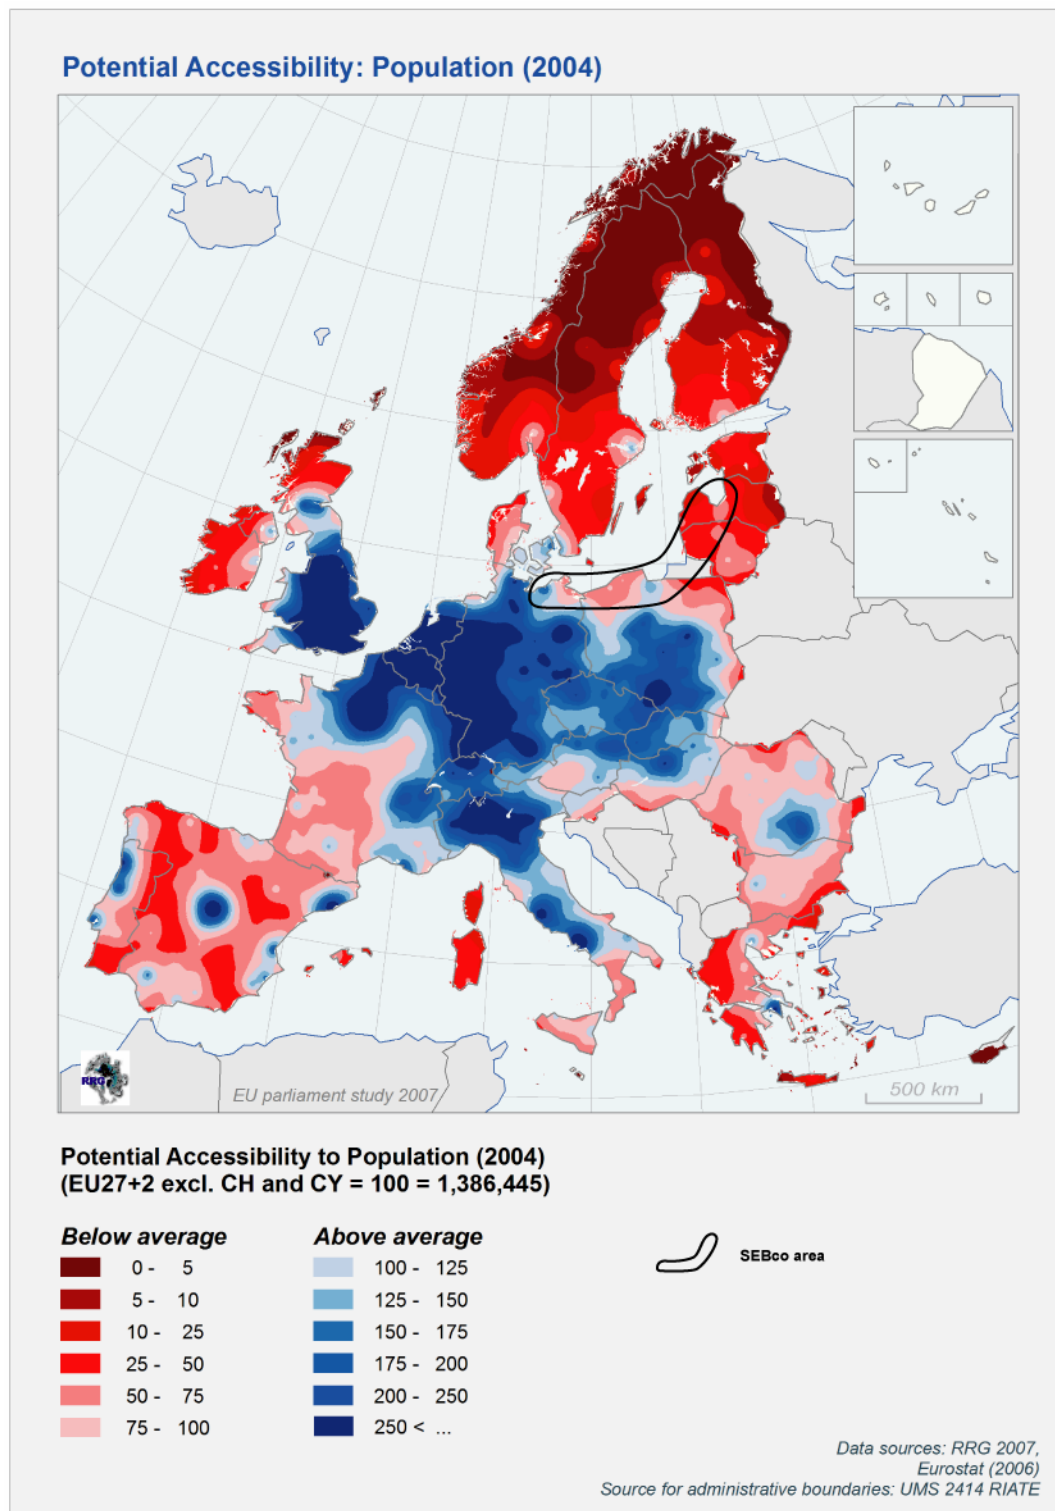 Potential Accessibility: Population (2004)
RRG
EU parliament study 2007
500 km
Potential Accessibility to Population (2004)
(EU27+2 excl. CH and CY = 100 = 1,386,445)
Below average
0 - 5
5 - 10
10 - 25
25 - 50
50 - 75
75 - 100
Above average
100 - 125
125 - 150
150 - 175
175 - 200
200 - 250
250 < ...
SEBco area
Data sources: RRG 2007,
Eurostat (2006)
Source for administrative boundaries: UMS 2414 RIATE